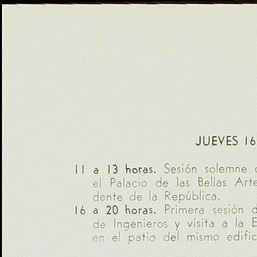 JUEVES 16
11 a 13 horas. Sesión solemne
el Palacio de las Bellas Arte
dente de la República.
16 a 20 horas. Primera sesión
de Ingenieros y visita a la E
en el patio del mismo edific